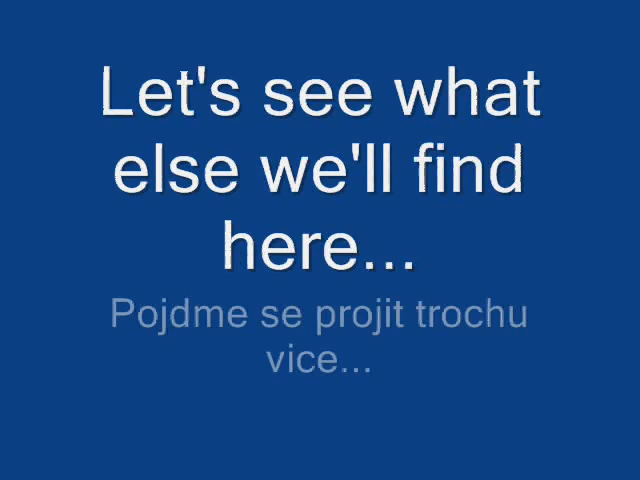 Let's see what
else we'll find
here...
Pojdme se projit trochu
vice...